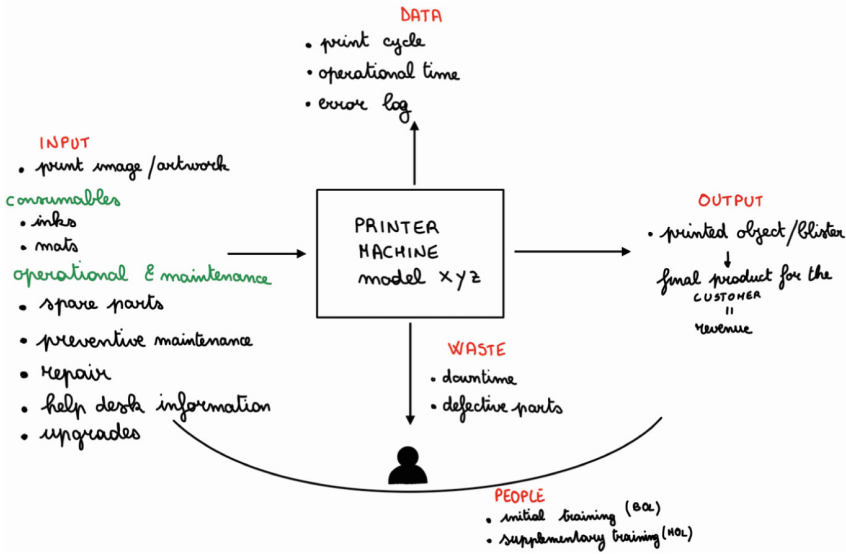 DATA
• print cycle
• operational time
• error log
INPUT
• print image/artwork
consumables
• inks
• mats
operational & maintenance
• spare parts
• preventive maintenance
• repair
• help desk information
• upgrades
PRINTER
MACHINE
model xyz
OUTPUT
• printed object/blister
final product for the
CUSTOMER
=
revenue
WASTE
• downtime
• defective parts
PEOPLE
• initial training (BOL)
• supplementary training (MOL)